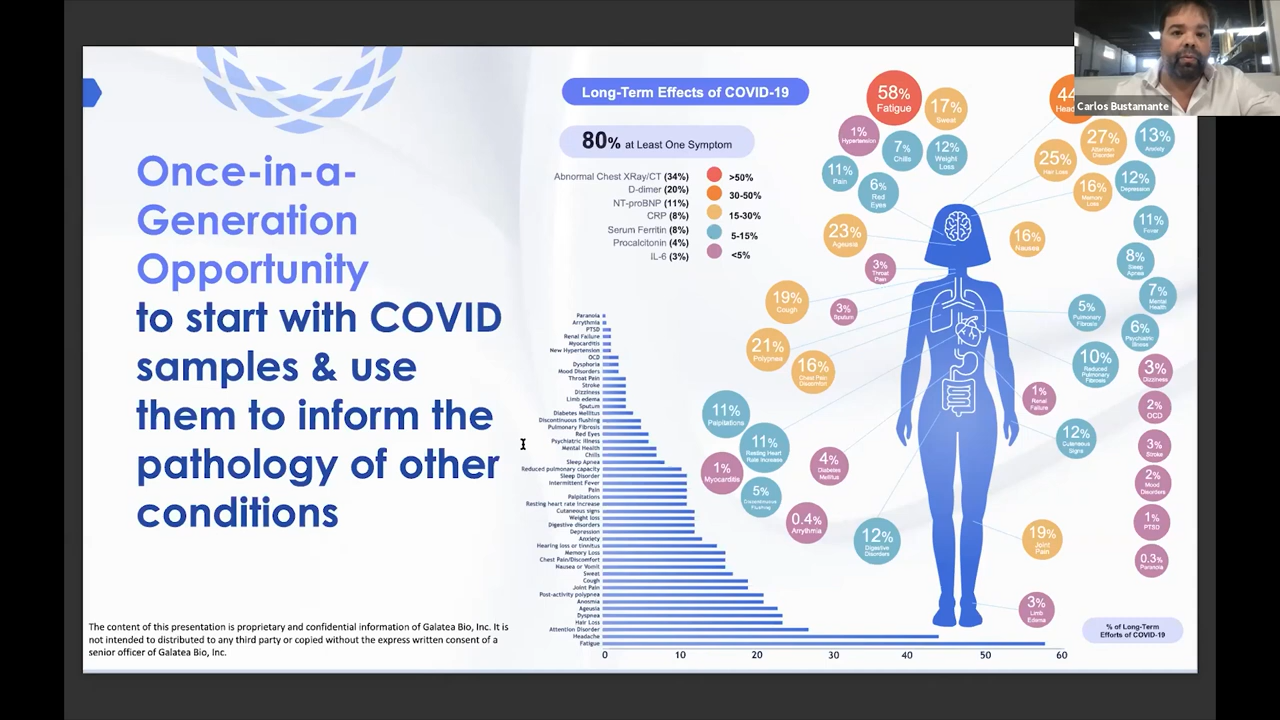 Once-in-a-
Generation
Opportunity
to start with COVID
samples & use
them to inform the
pathology of other
conditions
The content of this presentation is proprietary and confidential information of Galatea Bio, Inc. It is
not intended to distributed to any third party or copied without the express written consent of a
senior officer of Galatea Bio, Inc.
Long-Term Effects of COVID-19
80% at Least One Symptom
Abnormal Chest XRay/CT (34%)
D-dimer (20%)
NT-proBNP (11%)
CRP (8%)
Serum Ferritin (8%)
Procalcitonin (4%)
IL-6 (3%)
>50%
30-50%
15-30%
5-15%
<5%
Paranoia
Arrythmia
PTSD
Renal Failure
Myocarditis
New Hypertension
OCD
Dysphoria
Mood Disorders
Throat Pain
Stroke
Dizziness
Limb edema
Sputum
Diabetes Mellitus
Discontinuous flushing
Pulmonary Fibrosis
Red Eyes
Psychiatric illness
Mental Health
Chills
Sleep Apnea
Reduced pulmonary capacity
Sleep Disorder
Intermittent Fever
Pain
Palpitations
Resting heart rate increase
Cutaneous signs
Weight loss
Digestive disorders
Depression
Anxiety
Hearing loss or tinnitus
Memory Loss
Chest Pain/Discomfort
Nausea or Vomit
Sweat
Cough
Joint Pain
Post-activity polypnea
Anosmia
Ageusia
Dyspnea
Hair Loss
Attention Disorder
Headache
Fatigue
0 10 20 30 40 50 60
58%
Fatigue
17%
Sweat
1%
Hypertension
7%
Chills
12%
Weight
Loss
11%
Pain
6%
Red
Eyes
23%
Ageusia
3%
Throat
Pain
19%
Cough
3%
Sputum
21%
Polypnea
16%
Chest Pain
11%
Palpitations
11%
Resting Heart
Rate Increase
1%
Myocarditis
5%
Discontinuous
Flushing
4%
Diabetes
Mellitus
0.4%
Arrythmia
12%
Digestive
Disorders
44
Head
27%
Attention
Disorder
13%
Anxiety
25%
Hair Loss
16%
Memory
Loss
12%
Depression
11%
Fever
16%
Nausea
8%
Sleep
Apnea
7%
Mental
Health
5%
Pulmonary
Fibrosis
6%
Psychiatric
Illness
10%
Reduced
Pulmonary
Fibrosis
3%
Dizziness
1%
Renal
Failure
2%
OCD
12%
Cutaneous
Signs
3%
Stroke
2%
Mood
Disorders
1%
PTSD
19%
Joint
Pain
0.3%
Paranoia
3%
Limb
Edema
% of Long-Term
Efforts of COVID-19
Carlos Bustamante